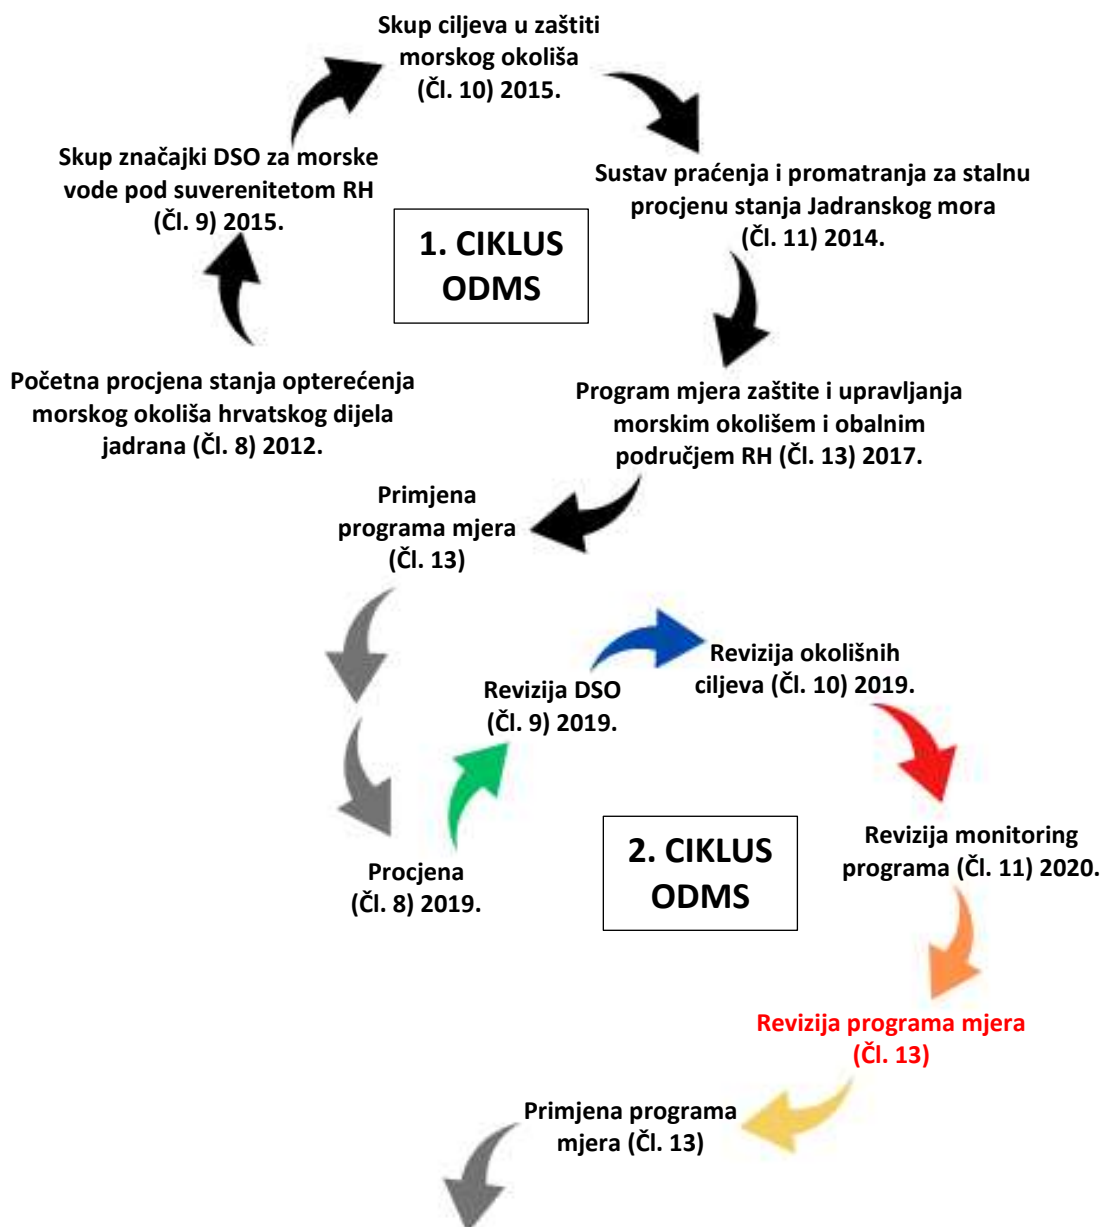 Skup ciljeva u zaštiti
morskog okoliša
(Čl. 10) 2015.
Skup značajki DSO za morske
vode pod suverenitetom RH
(Čl. 9) 2015.
Sustav praćenja i promatranja za stalnu
procjenu stanja Jadranskog mora
(Čl. 11) 2014.
1. CIKLUS
ODMS
Početna procjena stanja opterećenja
morskog okoliša hrvatskog dijela
jadrana (Čl. 8) 2012.
Program mjera zaštite i upravljanja
morskim okolišem i obalnim
područjem RH (Čl. 13) 2017.
Primjena
programa mjera
(Čl. 13)
Revizija DSO
(Čl. 9) 2019.
Revizija okolišnih
ciljeva (Čl. 10) 2019.
Procjena
(Čl. 8) 2019.
2. CIKLUS
ODMS
Revizija monitoring
programa (Čl. 11) 2020.
Revizija programa mjera
(Čl. 13)
Primjena programa
mjera (Čl. 13)